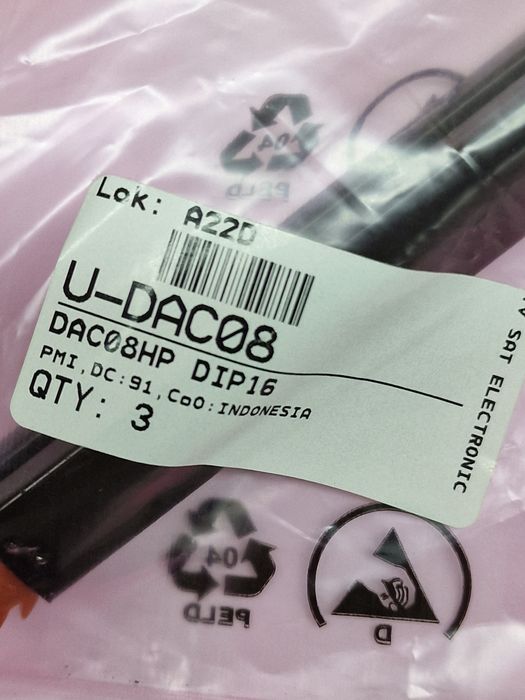 04
PELD
Lok: A22D
U-DAC08
DAC08HP DIP16
PMI,DC:91,CoO:INDONESIA
QTY: 3
SAT ELECTRONIC
04
PELD
D